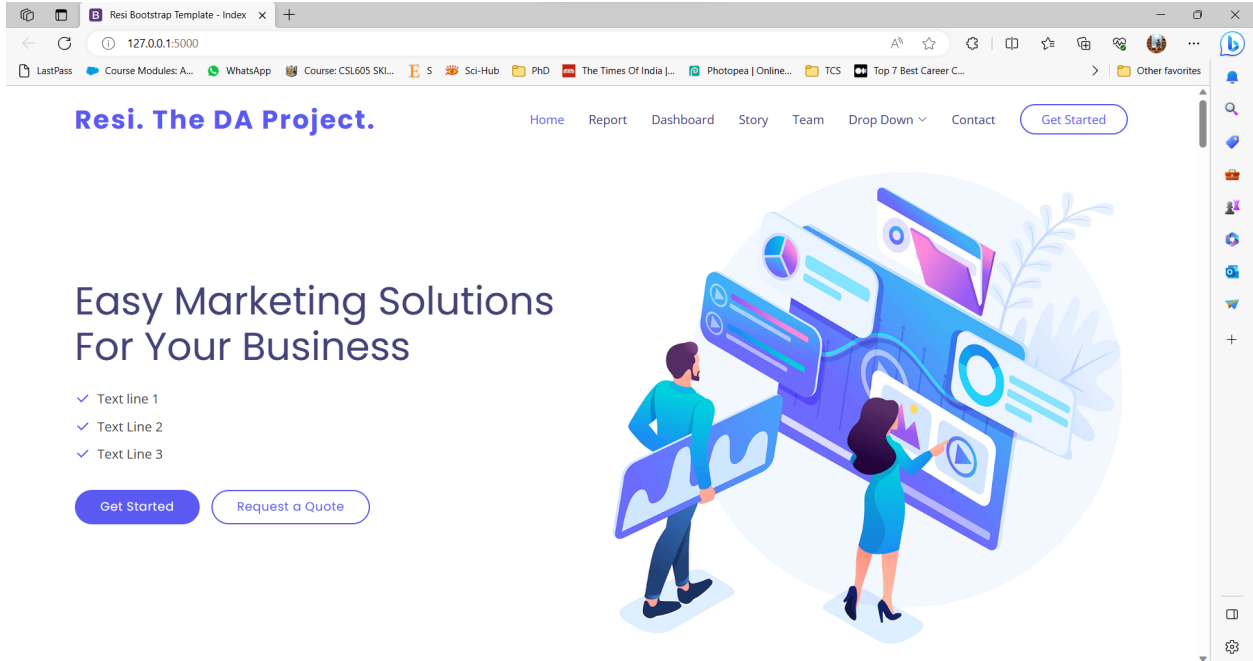 Resi Bootstrap Template - Index
127.0.0.1:5000
LastPass Course Modules: A... WhatsApp Course: CSL605 SKI... S Sci-Hub PhD The Times Of India |... Photopea | Online... TCS Top 7 Best Career C... Other favorites
Resi. The DA Project.
Home Report Dashboard Story Team Drop Down Contact Get Started
Easy Marketing Solutions
For Your Business
Text line 1
Text Line 2
Text Line 3
Get Started Request a Quote